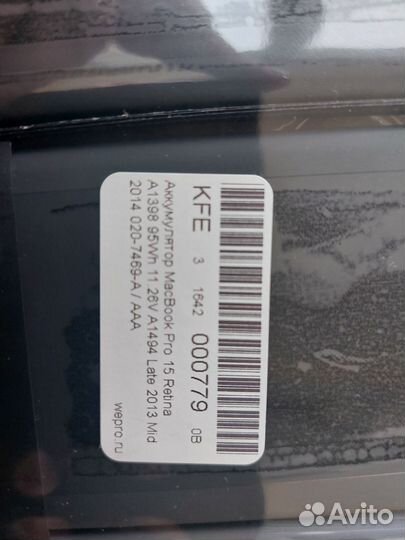 KFE 3 1642 000779 0B
Аккумулятор MacBook Pro 15 Retina
A1398 95Wh 11.26V A1494 Late 2013 Mid
2014 020-7469-A / AAA
wepro.ru
Avito